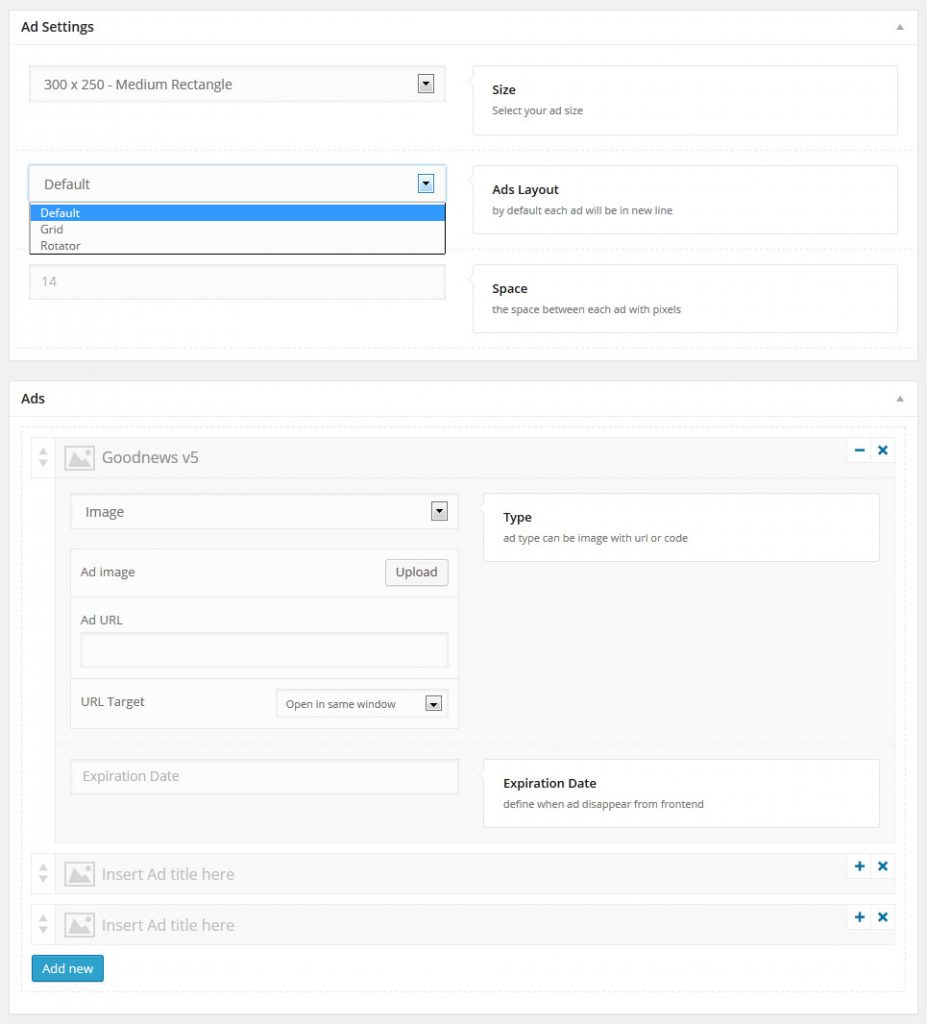 Ad Settings
300 x 250 - Medium Rectangle
Size
Select your ad size
Default
Ads Layout
by default each ad will be in new line
Default
Grid
Rotator
14
Space
the space between each ad with pixels
Ads
Goodnews v5
Image
Type
ad type can be image with url or code
Ad image
Upload
Ad URL
URL Target
Open in same window
Expiration Date
Expiration Date
define when ad disappear from frontend
Insert Ad title here
Insert Ad title here
Add new